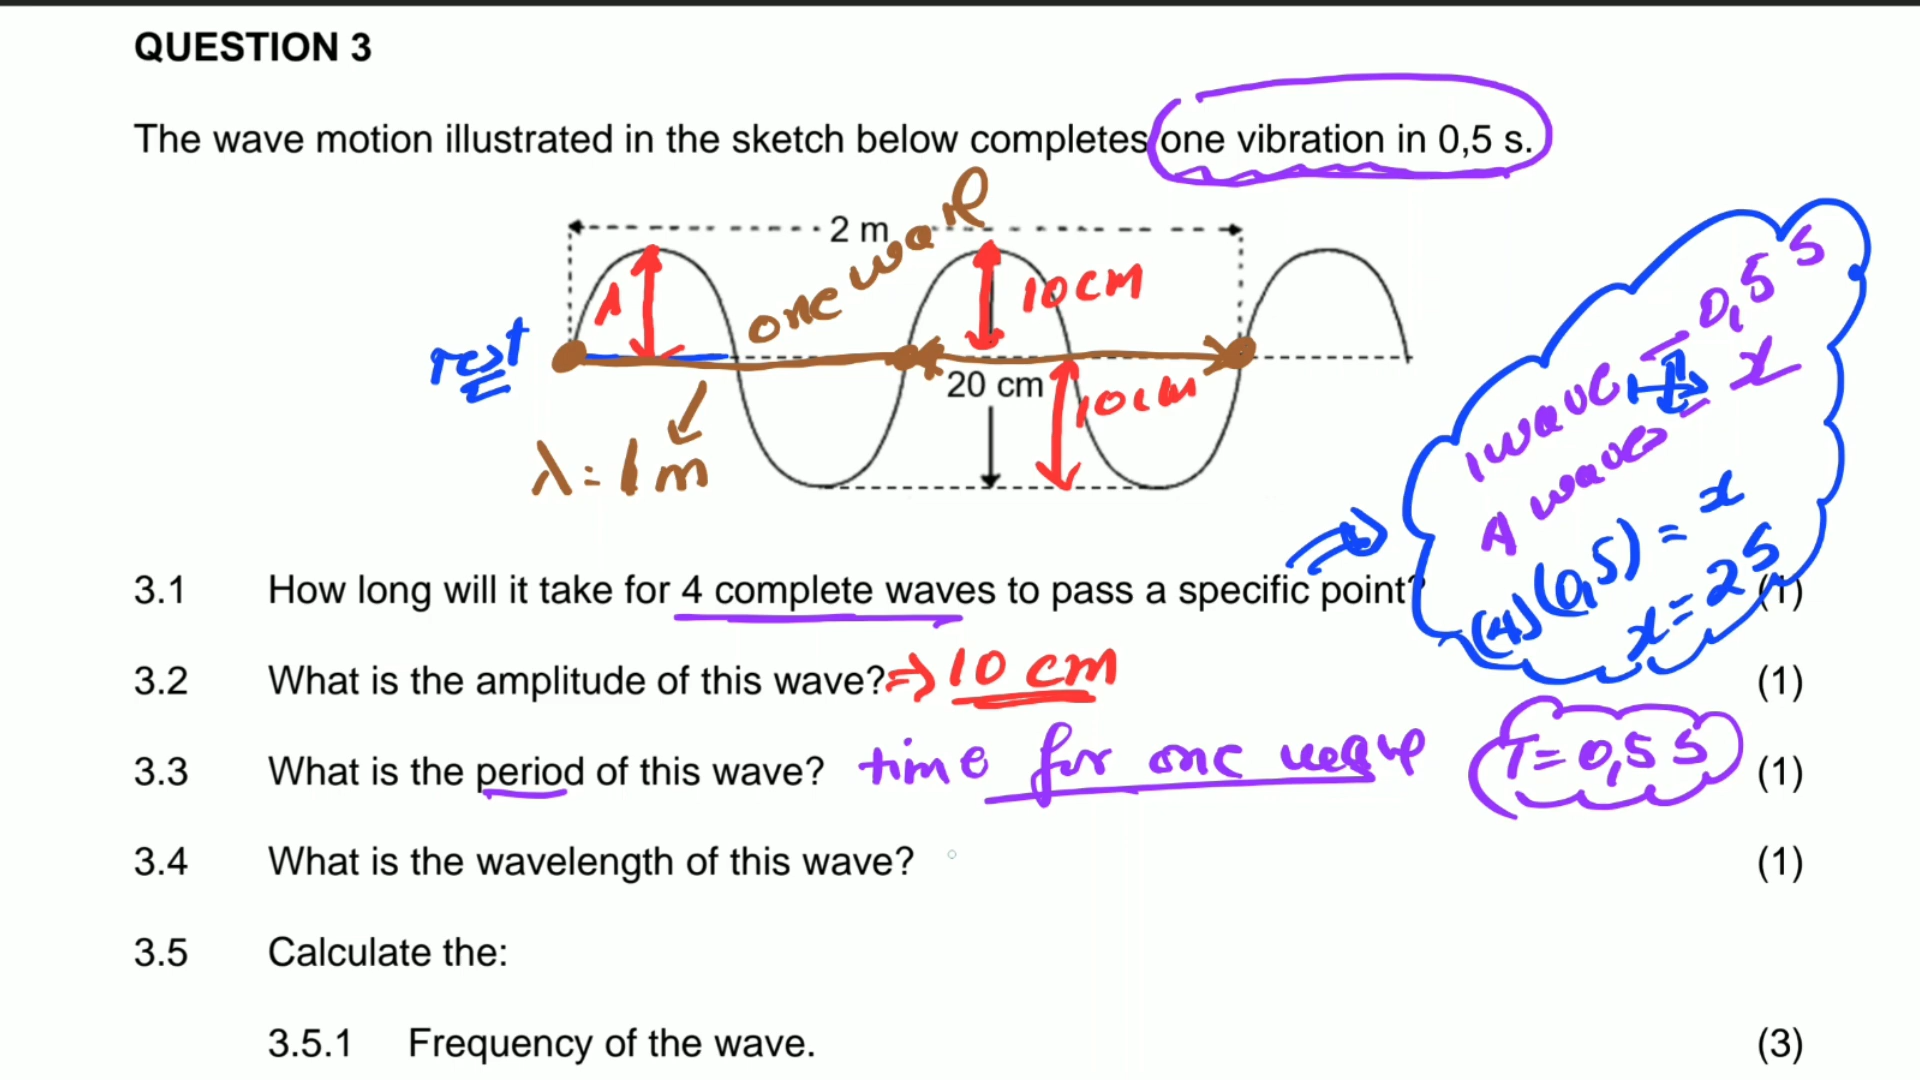 QUESTION 3
The wave motion illustrated in the sketch below completes one vibration in 0,5 s.
2 m
one wave
A
10 cm
rest
20 cm
10 cm
λ = 1 m
1 wave = 0,5 s
4 waves = x
(4)(0,5) = x
x = 2 s
3.1 How long will it take for 4 complete waves to pass a specific point? (1)
3.2 What is the amplitude of this wave? ⇒ 10 cm (1)
3.3 What is the period of this wave? time for one wave T = 0,5 s (1)
3.4 What is the wavelength of this wave? (1)
3.5 Calculate the:
3.5.1 Frequency of the wave. (3)